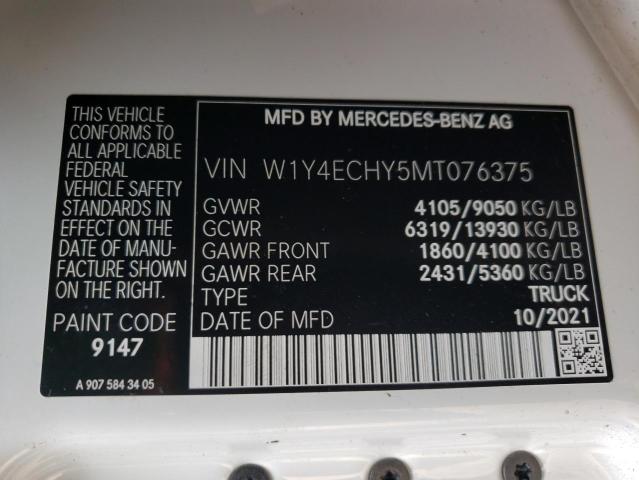 THIS VEHICLE
CONFORMS TO
ALL APPLICABLE
FEDERAL
VEHICLE SAFETY
STANDARDS IN
EFFECT ON THE
DATE OF MANU-
FACTURE SHOWN
ON THE RIGHT.
PAINT CODE
9147
A 907 584 34 05
MFD BY MERCEDES-BENZ AG
VIN W1Y4ECHY5MT076375
GVWR 4105/9050 KG/LB
GCWR 6319/13930 KG/LB
GAWR FRONT 1860/4100 KG/LB
GAWR REAR 2431/5360 KG/LB
TYPE TRUCK
DATE OF MFD 10/2021